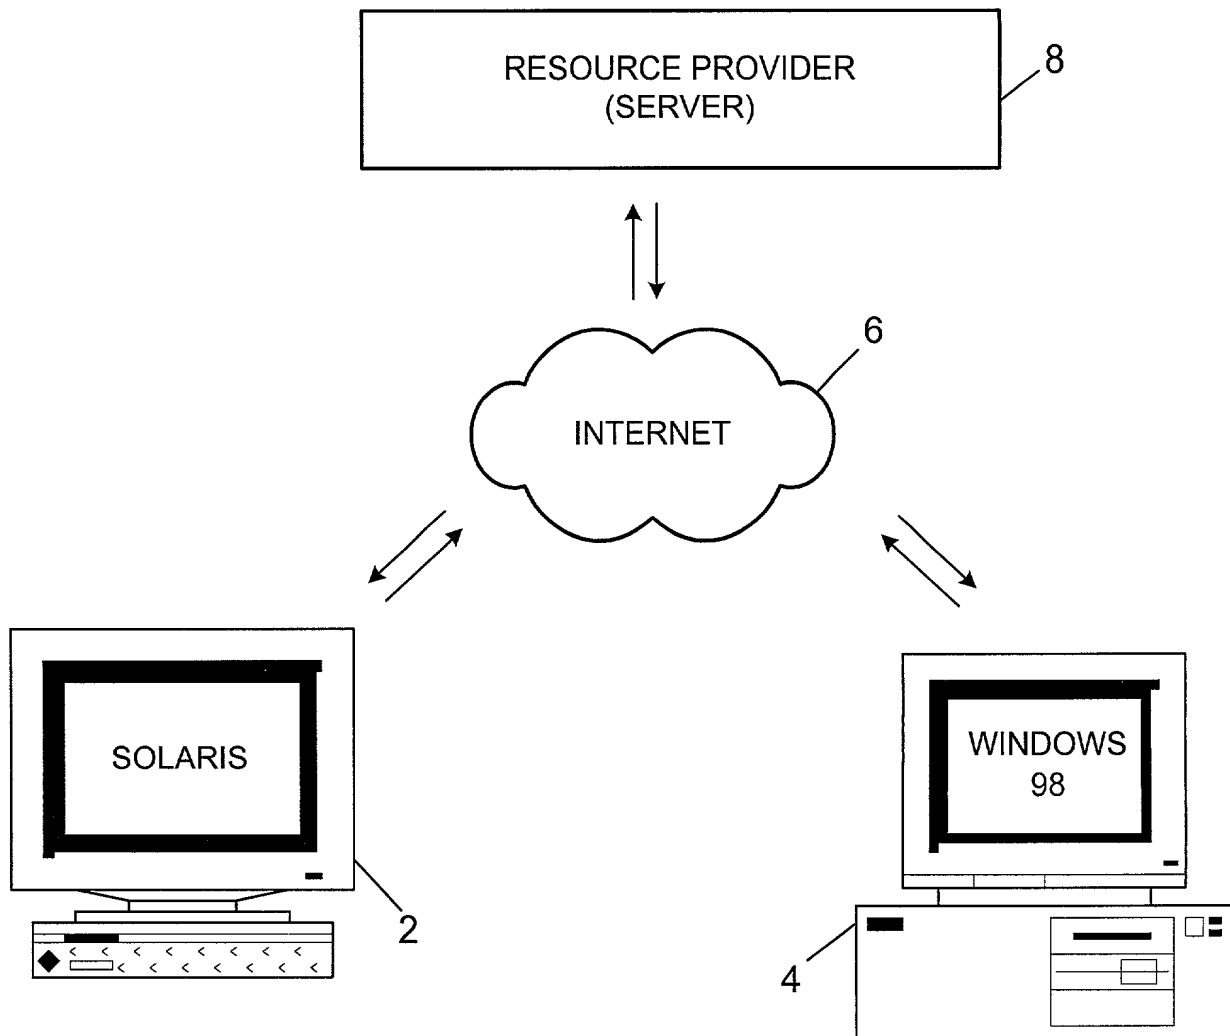 RESOURCE PROVIDER
(SERVER)
8
6
INTERNET
SOLARIS
WINDOWS
98
2
4